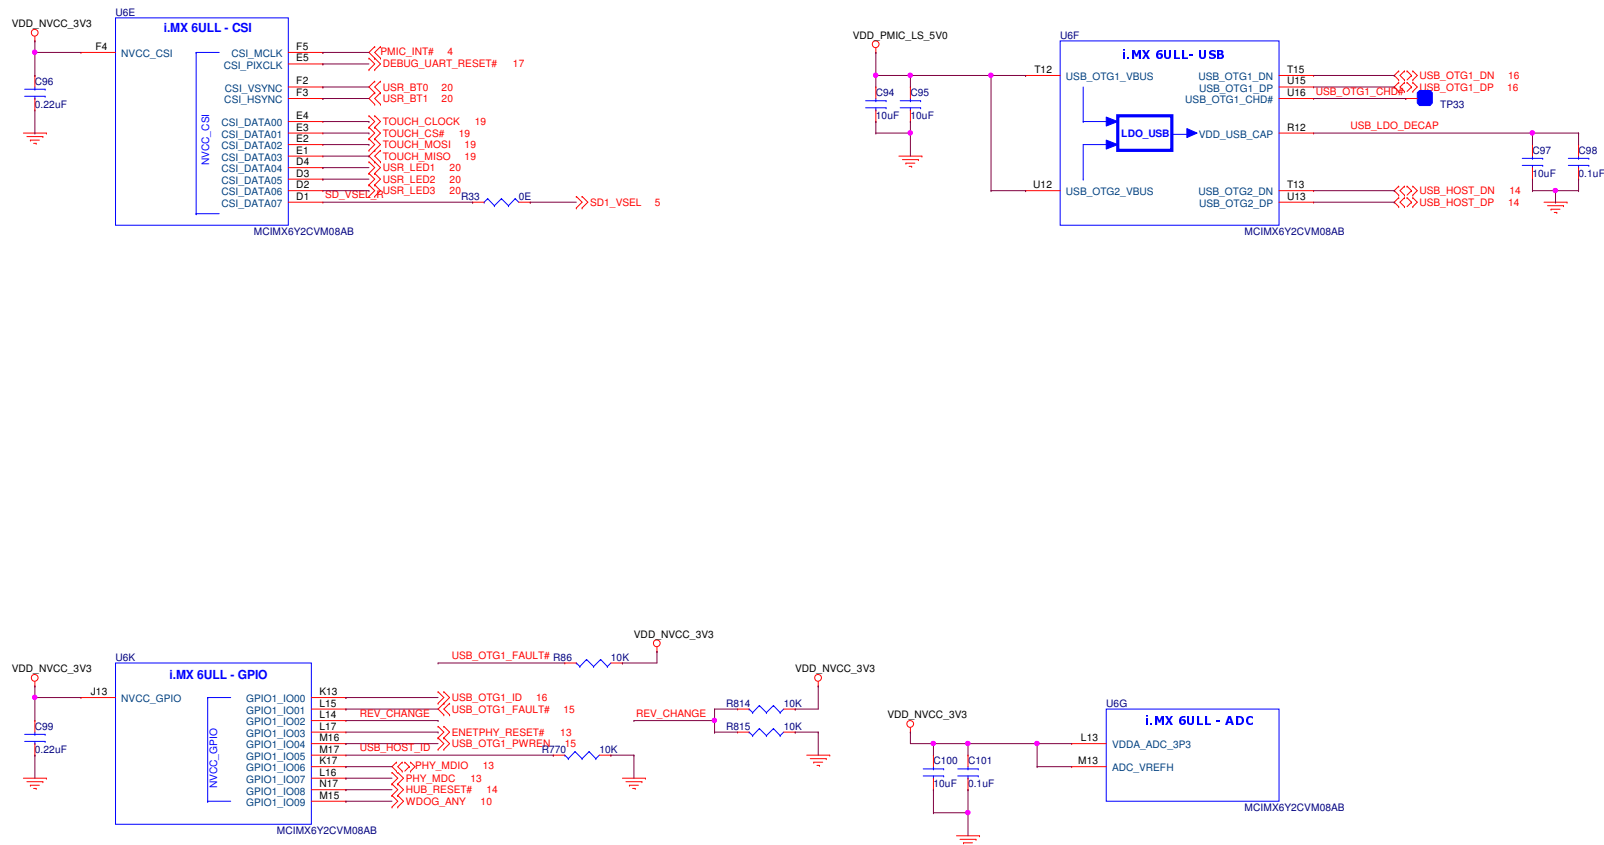 U6E
VDD_NVCC_3V3
i.MX 6ULL - CSI
F4
NVCC_CSI
NVCC_CSI
CSI_MCLK F5 PMIC_INT# 4
CSI_PIXCLK E5 DEBUG_UART_RESET# 17
CSI_VSYNC F2 USR_BT0 20
CSI_HSYNC F3 USR_BT1 20
CSI_DATA00 E4 TOUCH_CLOCK 19
CSI_DATA01 E3 TOUCH_CS# 19
CSI_DATA02 E2 TOUCH_MOSI 19
CSI_DATA03 E1 TOUCH_MISO 19
CSI_DATA04 D4 USR_LED1 20
CSI_DATA05 D3 USR_LED2 20
CSI_DATA06 D2 USR_LED3 20
CSI_DATA07 D1 SD_VSEL_R R33 0E SD1_VSEL 5
C96
0.22uF
MCIMX6Y2CVM08AB
U6F
VDD_PMIC_LS_5V0
i.MX 6ULL- USB
T12 USB_OTG1_VBUS
U12 USB_OTG2_VBUS
LDO_USB
USB_OTG1_DN T15 USB_OTG1_DN 16
USB_OTG1_DP U15 USB_OTG1_DP 16
USB_OTG1_CHD# U16 USB_OTG1_CHD#
TP33
VDD_USB_CAP R12 USB_LDO_DECAP
USB_OTG2_DN T13 USB_HOST_DN 14
USB_OTG2_DP U13 USB_HOST_DP 14
C94 C95
10uF 10uF
C97 C98
10uF 0.1uF
MCIMX6Y2CVM08AB
VDD_NVCC_3V3
USB_OTG1_FAULT# R86 10K
U6K
VDD_NVCC_3V3
i.MX 6ULL - GPIO
J13 NVCC_GPIO
NVCC_GPIO
GPIO1_IO00 K13 USB_OTG1_ID 16
GPIO1_IO01 L15 USB_OTG1_FAULT# 15
GPIO1_IO02 L14 REV_CHANGE
GPIO1_IO03 L17 ENETPHY_RESET# 13
GPIO1_IO04 M16 USB_OTG1_PWREN 15
GPIO1_IO05 M17 USB_HOST_ID R770 10K
GPIO1_IO06 K17 PHY_MDIO 13
GPIO1_IO07 L16 PHY_MDC 13
GPIO1_IO08 N17 HUB_RESET# 14
GPIO1_IO09 M15 WDOG_ANY 10
C99
0.22uF
MCIMX6Y2CVM08AB
VDD_NVCC_3V3
R814 10K
REV_CHANGE
R815 10K
U6G
VDD_NVCC_3V3
i.MX 6ULL - ADC
L13 VDDA_ADC_3P3
M13 ADC_VREFH
C100 C101
10uF 0.1uF
MCIMX6Y2CVM08AB